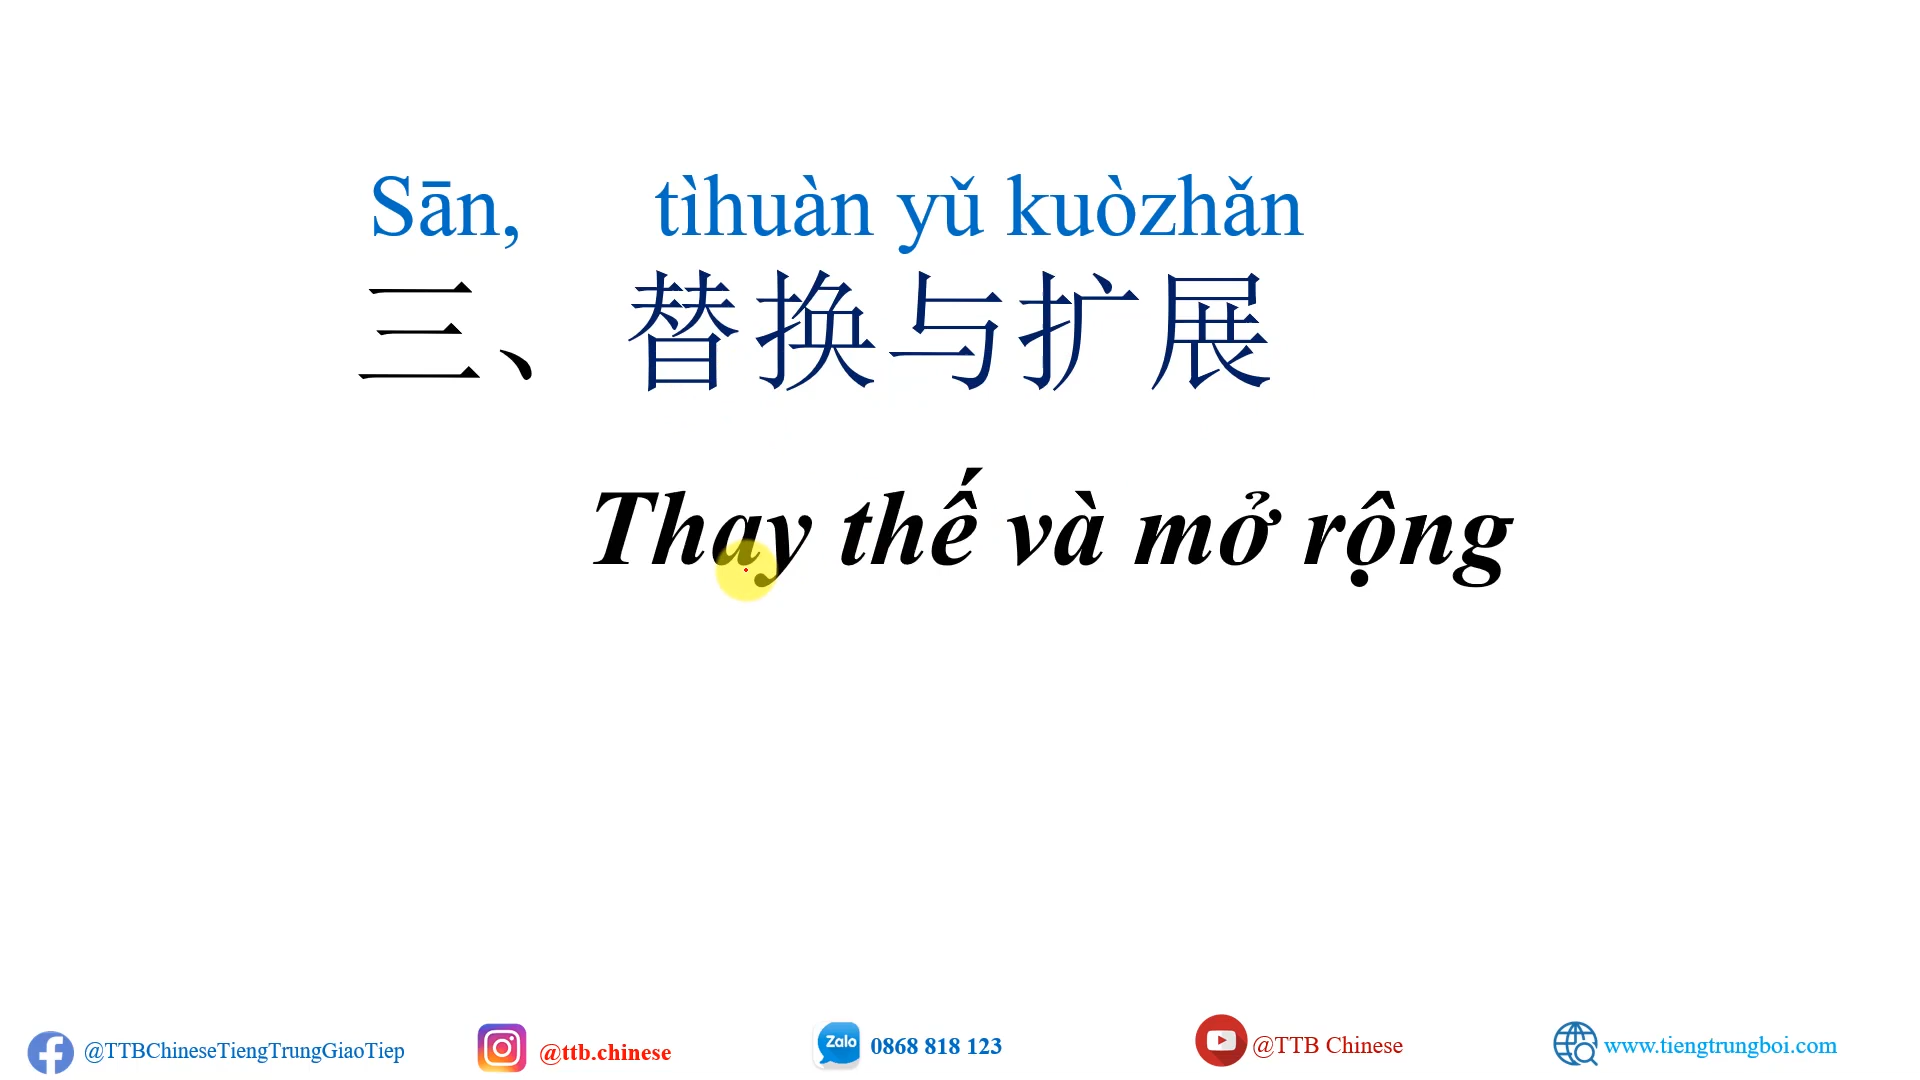 Sān, tìhuàn yǔ kuòzhǎn
三、 替换与扩展
Thay thế và mở rộng
@TTBChineseTiengTrungGiaoTiep
@ttb.chinese
Zalo 0868 818 123
@TTB Chinese
www.tiengtrungboi.com